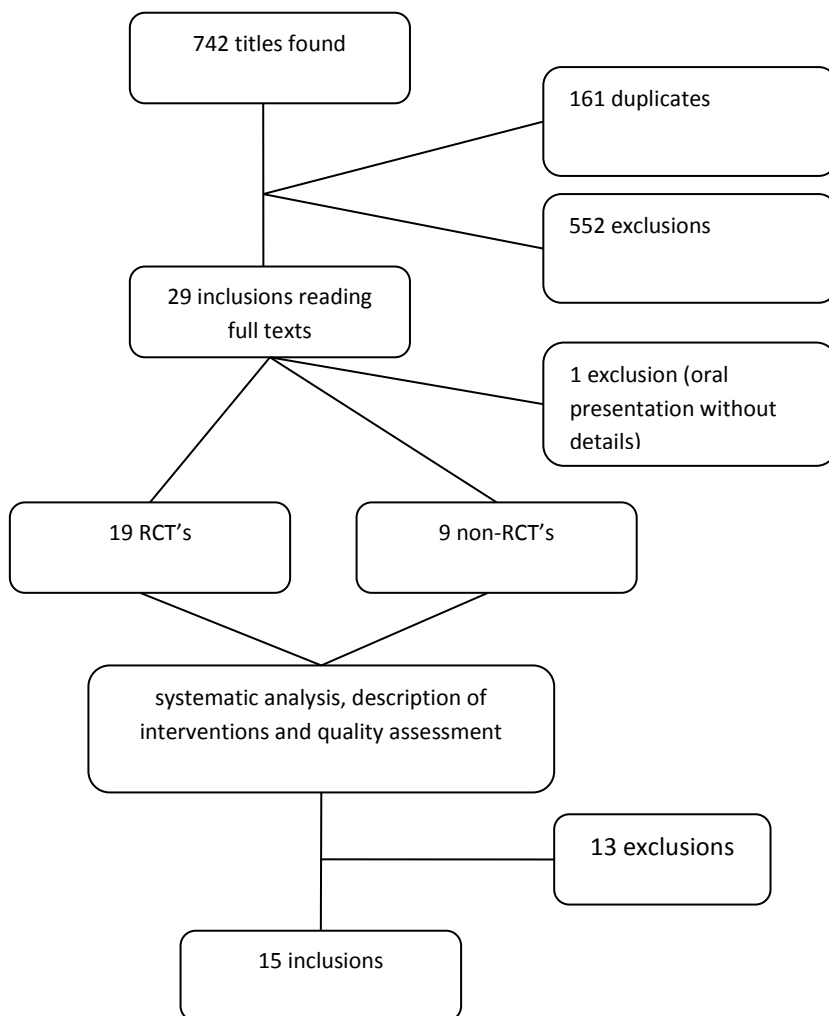 742 titles found
161 duplicates
552 exclusions
29 inclusions reading
full texts
1 exclusion (oral
presentation without
details)
19 RCT's
9 non-RCT's
systematic analysis, description of
interventions and quality assessment
13 exclusions
15 inclusions